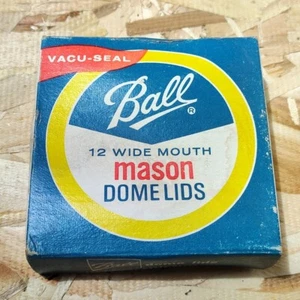 VACU-SEAL
Ball®
12 WIDE MOUTH
mason
DOME LIDS